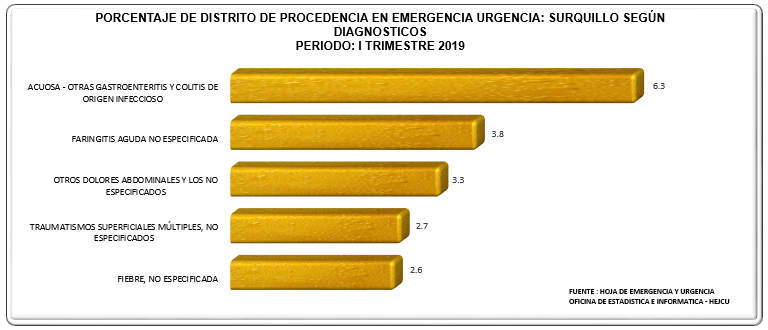 PORCENTAJE DE DISTRITO DE PROCEDENCIA EN EMERGENCIA URGENCIA: SURQUILLO SEGÚN
DIAGNOSTICOS
PERIODO: I TRIMESTRE 2019
ACUOSA - OTRAS GASTROENTERITIS Y COLITIS DE
ORIGEN INFECCIOSO
6.3
FARINGITIS AGUDA NO ESPECIFICADA
3.8
OTROS DOLORES ABDOMINALES Y LOS NO
ESPECIFICADOS
3.3
TRAUMATISMOS SUPERFICIALES MÚLTIPLES, NO
ESPECIFICADOS
2.7
FIEBRE, NO ESPECIFICADA
2.6
FUENTE : HOJA DE EMERGENCIA Y URGENCIA
OFICINA DE ESTADISTICA E INFORMATICA - HEJCU